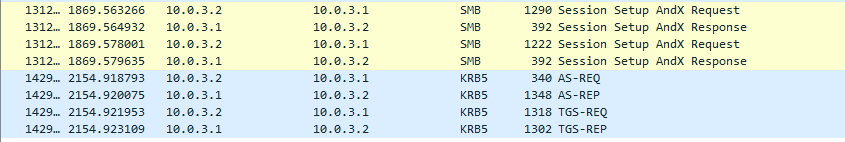 1312… 1869.563266 10.0.3.2 10.0.3.1 SMB 1290 Session Setup AndX Request
1312… 1869.564932 10.0.3.1 10.0.3.2 SMB 392 Session Setup AndX Response
1312… 1869.578001 10.0.3.2 10.0.3.1 SMB 1222 Session Setup AndX Request
1312… 1869.579635 10.0.3.1 10.0.3.2 SMB 392 Session Setup AndX Response
1429… 2154.918793 10.0.3.2 10.0.3.1 KRB5 340 AS-REQ
1429… 2154.920075 10.0.3.1 10.0.3.2 KRB5 1348 AS-REP
1429… 2154.921953 10.0.3.2 10.0.3.1 KRB5 1318 TGS-REQ
1429… 2154.923109 10.0.3.1 10.0.3.2 KRB5 1302 TGS-REP